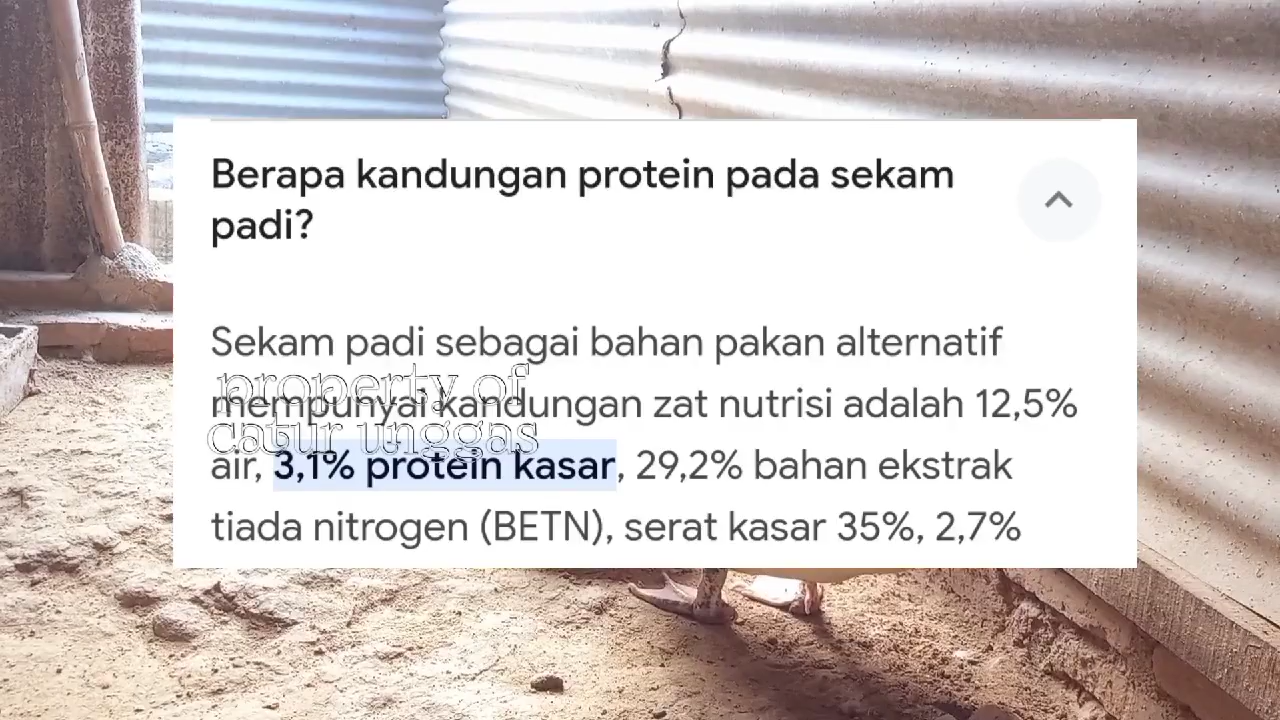 Berapa kandungan protein pada sekam
padi?
Sekam padi sebagai bahan pakan alternatif
mempunyai kandungan zat nutrisi adalah 12,5%
air, 3,1% protein kasar, 29,2% bahan ekstrak
tiada nitrogen (BETN), serat kasar 35%, 2,7%
property of
catur unggas